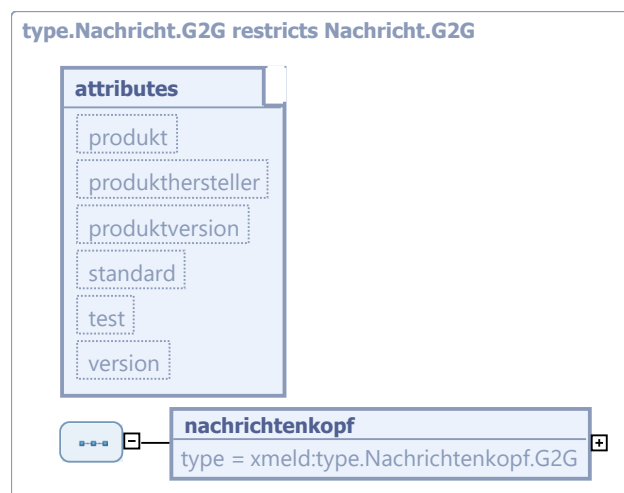 type.Nachricht.G2G restricts Nachricht.G2G
attributes
produkt
produkthersteller
produktversion
standard
test
version
nachrichtenkopf
type = xmeld:type.Nachrichtenkopf.G2G